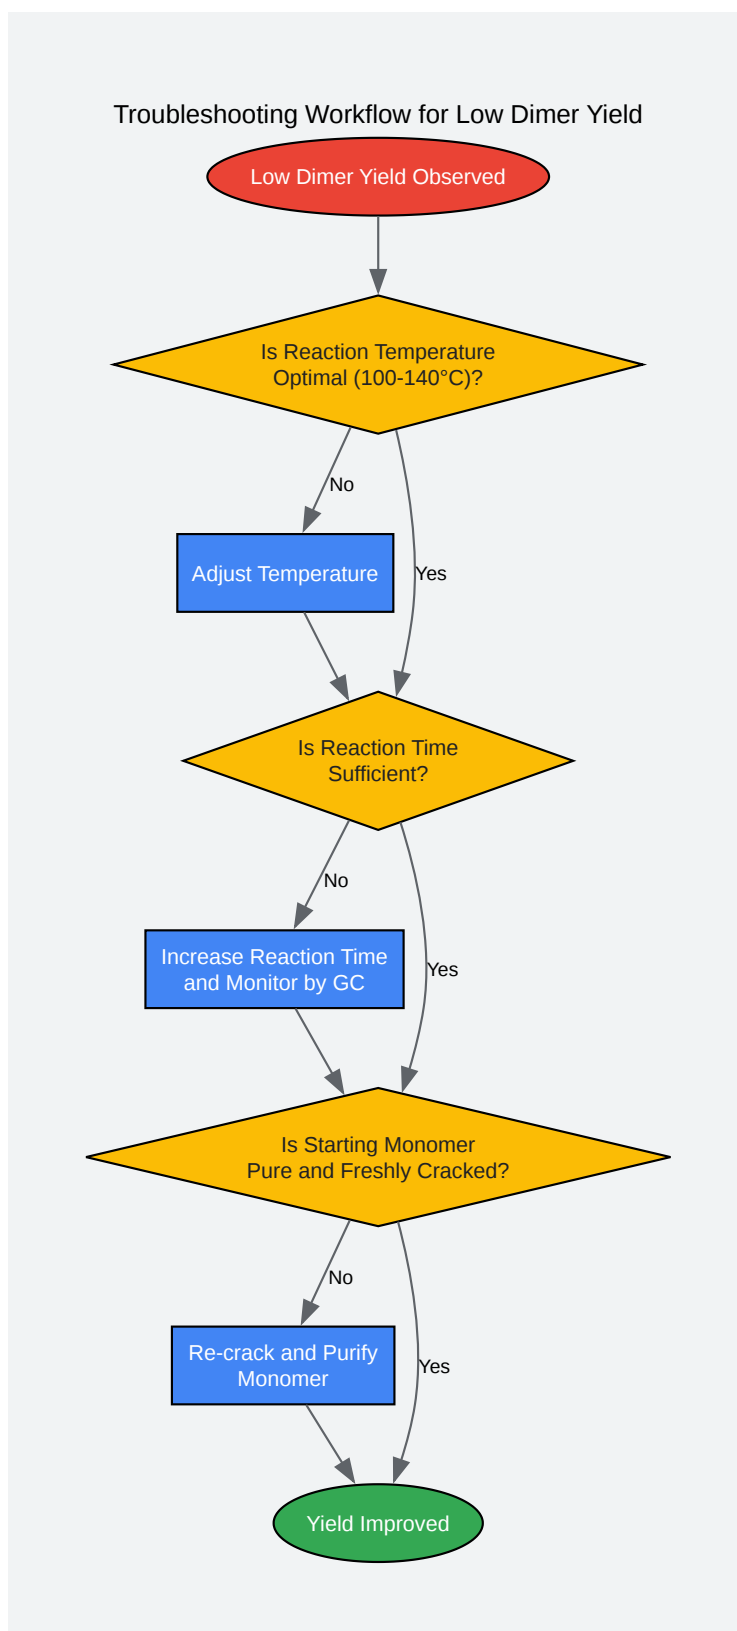 Troubleshooting Workflow for Low Dimer Yield
Low Dimer Yield Observed
Is Reaction Temperature
Optimal (100-140°C)?
No
Adjust Temperature
Yes
Is Reaction Time
Sufficient?
No
Increase Reaction Time
and Monitor by GC
Yes
Is Starting Monomer
Pure and Freshly Cracked?
No
Re-crack and Purify
Monomer
Yes
Yield Improved